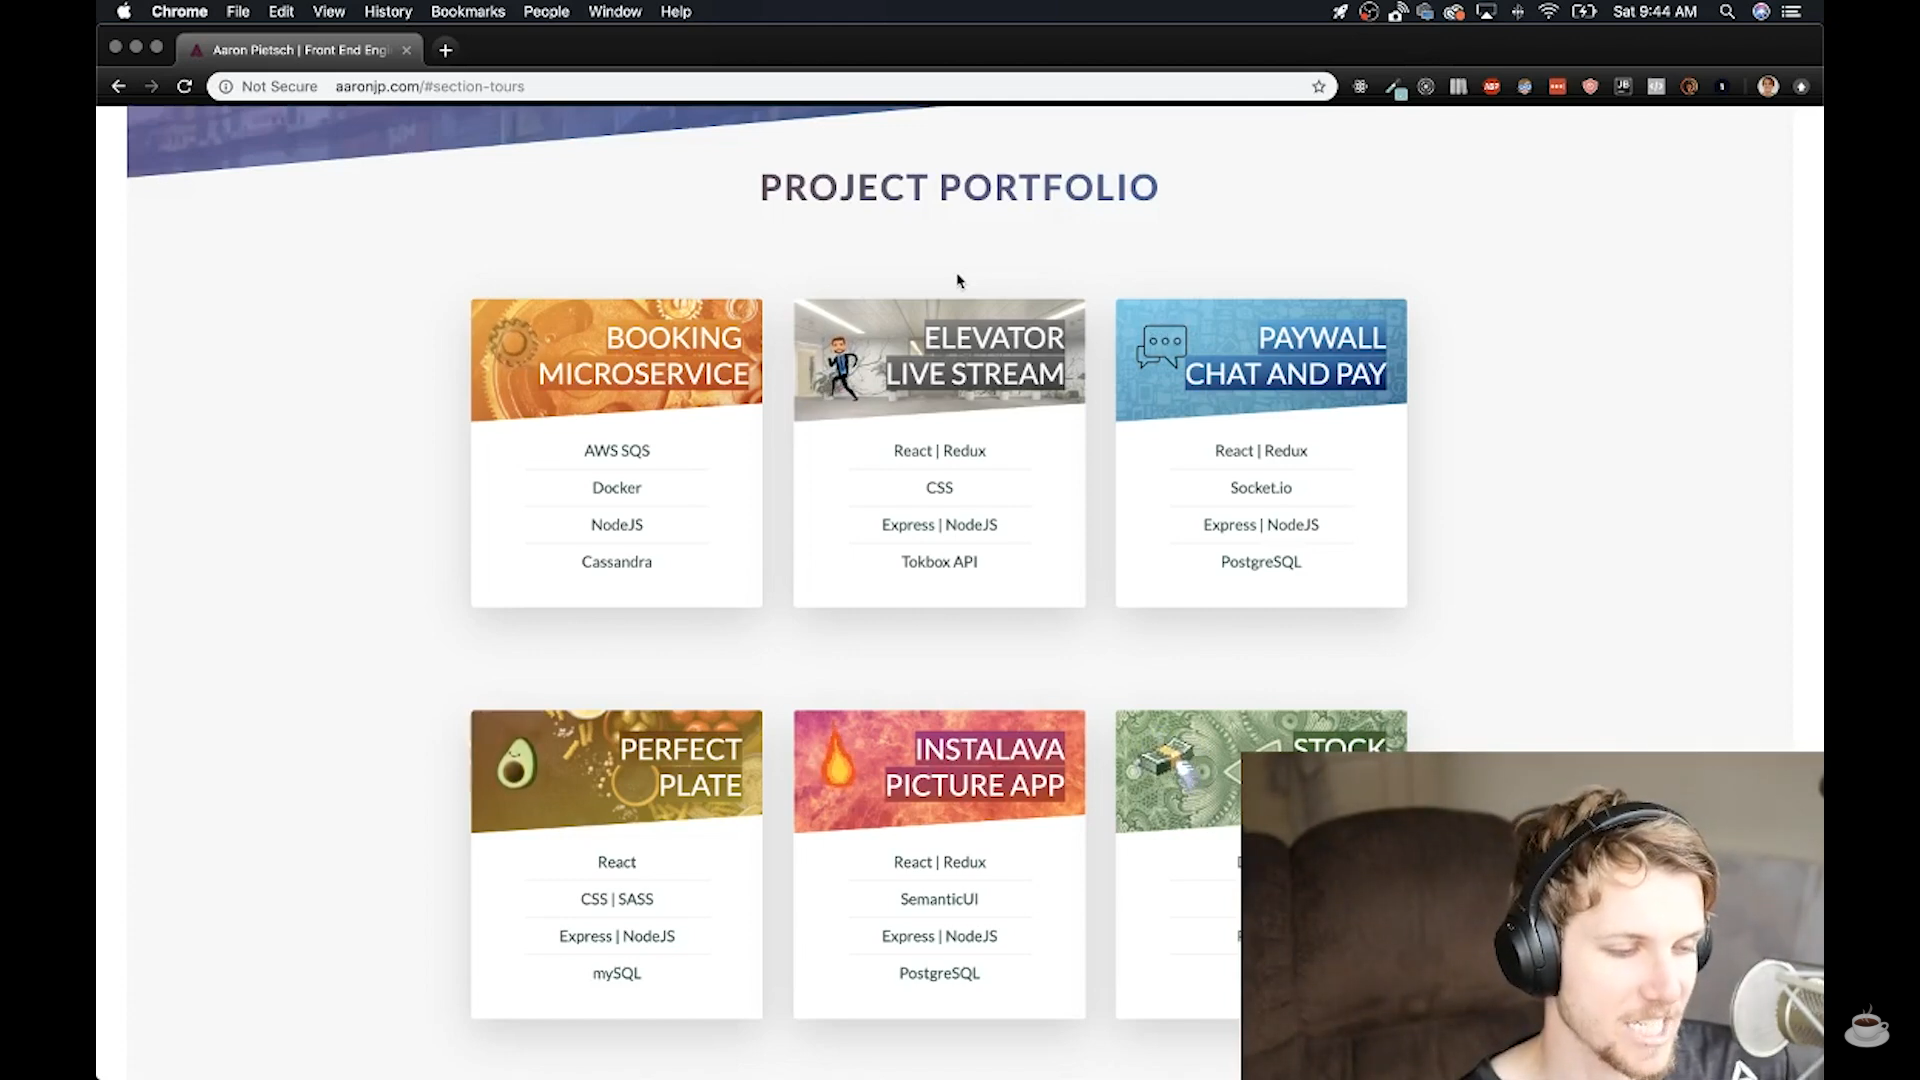 Chrome File Edit View History Bookmarks People Window Help Sat 9:44 AM
Aaron Pietsch | Front End Engi
Not Secure aaronjp.com/#section-tours
ABP
JB
PROJECT PORTFOLIO
BOOKING
MICROSERVICE
AWS SQS
Docker
NodeJS
Cassandra
ELEVATOR
LIVE STREAM
React | Redux
CSS
Express | NodeJS
Tokbox API
PAYWALL
CHAT AND PAY
React | Redux
Socket.io
Express | NodeJS
PostgreSQL
PERFECT
PLATE
React
CSS | SASS
Express | NodeJS
mySQL
INSTALAVA
PICTURE APP
React | Redux
SemanticUI
Express | NodeJS
PostgreSQL
STOCK